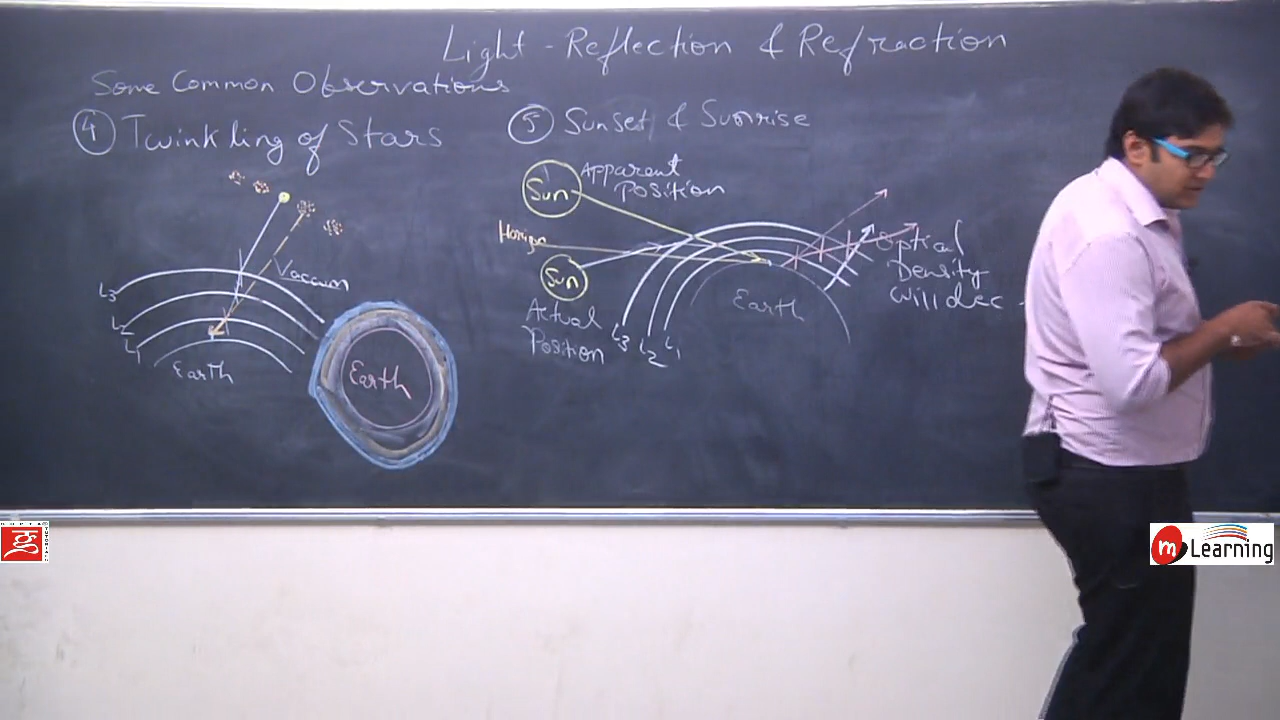 Light - Reflection & Refraction
Some Common Observations
④ Twinkling of Stars
Vaccum
L3
L2
L1
Earth
Earth
⑤ Sunset & Sunrise
Sun
Apparent
Position
Sun
Actual
Position
L3
L2
L1
Earth
Optical
Density
will dec
m Learning